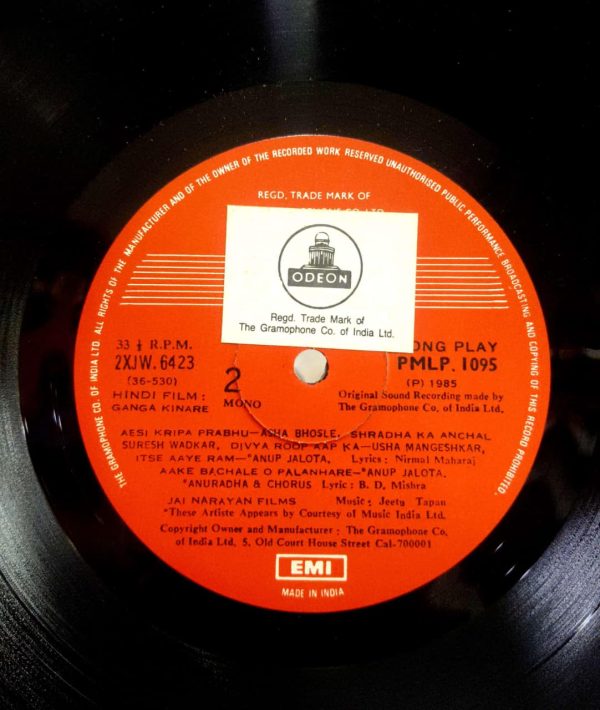 THE GRAMOPHONE CO. OF INDIA LTD. ALL RIGHTS OF THE MANUFACTURER AND OF THE OWNER OF THE RECORDED WORK RESERVED UNAUTHORISED PUBLIC PERFORMANCE BROADCASTING AND COPYING OF THIS RECORD PROHIBITED.
REGD. TRADE MARK OF
ODEON
Regd. Trade Mark of
The Gramophone Co. of India Ltd.
33 ⅓ R.P.M. ONG PLAY
2XJW. 6423 PMLP. 1095
(36-530) 2 (P) 1985
HINDI FILM: MONO Original Sound Recording made by
GANGA KINARE The Gramophone Co. of India Ltd.
AESI KRIPA PRABHU—ASHA BHOSLE, SHRADHA KA ANCHAL
SURESH WADKAR, DIVYA ROOP AAP KA—USHA MANGESHKAR,
ITSE AAYE RAM—*ANUP JALOTA, Lyrics: Nirmal Maharaj
AAKE BACHALE O PALANHARE—*ANUP JALOTA.
*ANURADHA & CHORUS Lyric: B. D. Mishra
JAI NARAYAN FILMS Music: Jeetu Tapan
*These Artiste Appears by Courtesy of Music India Ltd.
Copyright Owner and Manufacturer: The Gramophone Co.
of India Ltd. 5, Old Court House Street Cal-700001
EMI
MADE IN INDIA